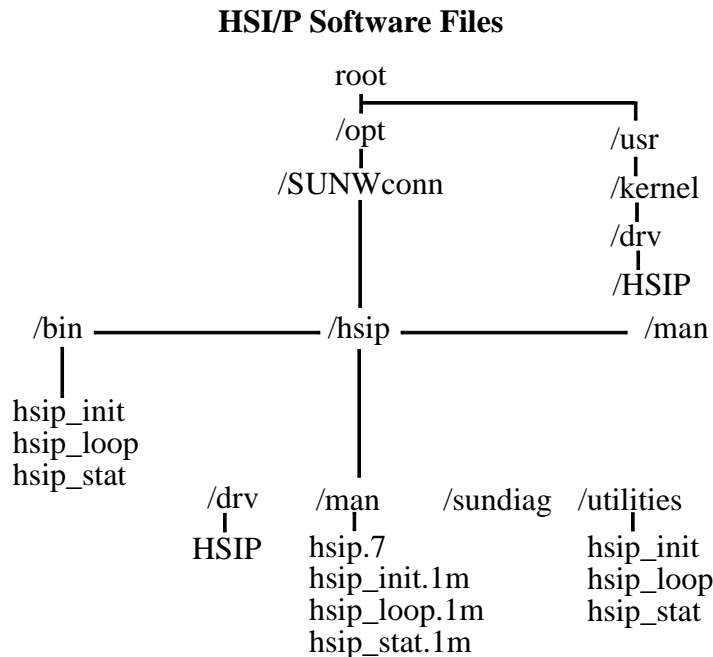 HSI/P Software Files
root
/opt
/usr
/SUNWconn
/kernel
/drv
/HSIP
/bin
/hsip
/man
hsip_init
hsip_loop
hsip_stat
/drv
/man
/sundiag
/utilities
HSIP
hsip.7
hsip_init.1m
hsip_loop.1m
hsip_stat.1m
hsip_init
hsip_loop
hsip_stat